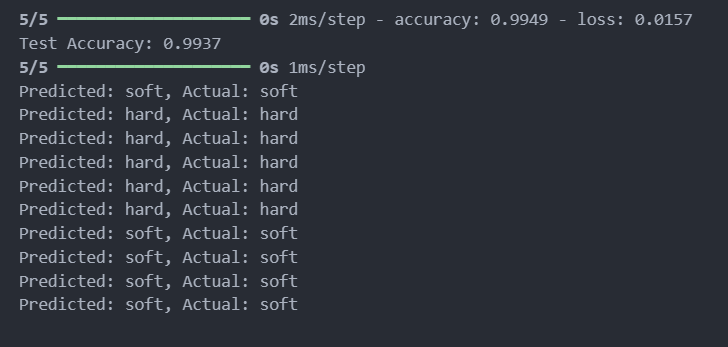 5/5 ━━━━━━━━━━━━━━━━━━━━ 0s 2ms/step - accuracy: 0.9949 - loss: 0.0157
Test Accuracy: 0.9937
5/5 ━━━━━━━━━━━━━━━━━━━━ 0s 1ms/step
Predicted: soft, Actual: soft
Predicted: hard, Actual: hard
Predicted: hard, Actual: hard
Predicted: hard, Actual: hard
Predicted: hard, Actual: hard
Predicted: hard, Actual: hard
Predicted: soft, Actual: soft
Predicted: soft, Actual: soft
Predicted: soft, Actual: soft
Predicted: soft, Actual: soft